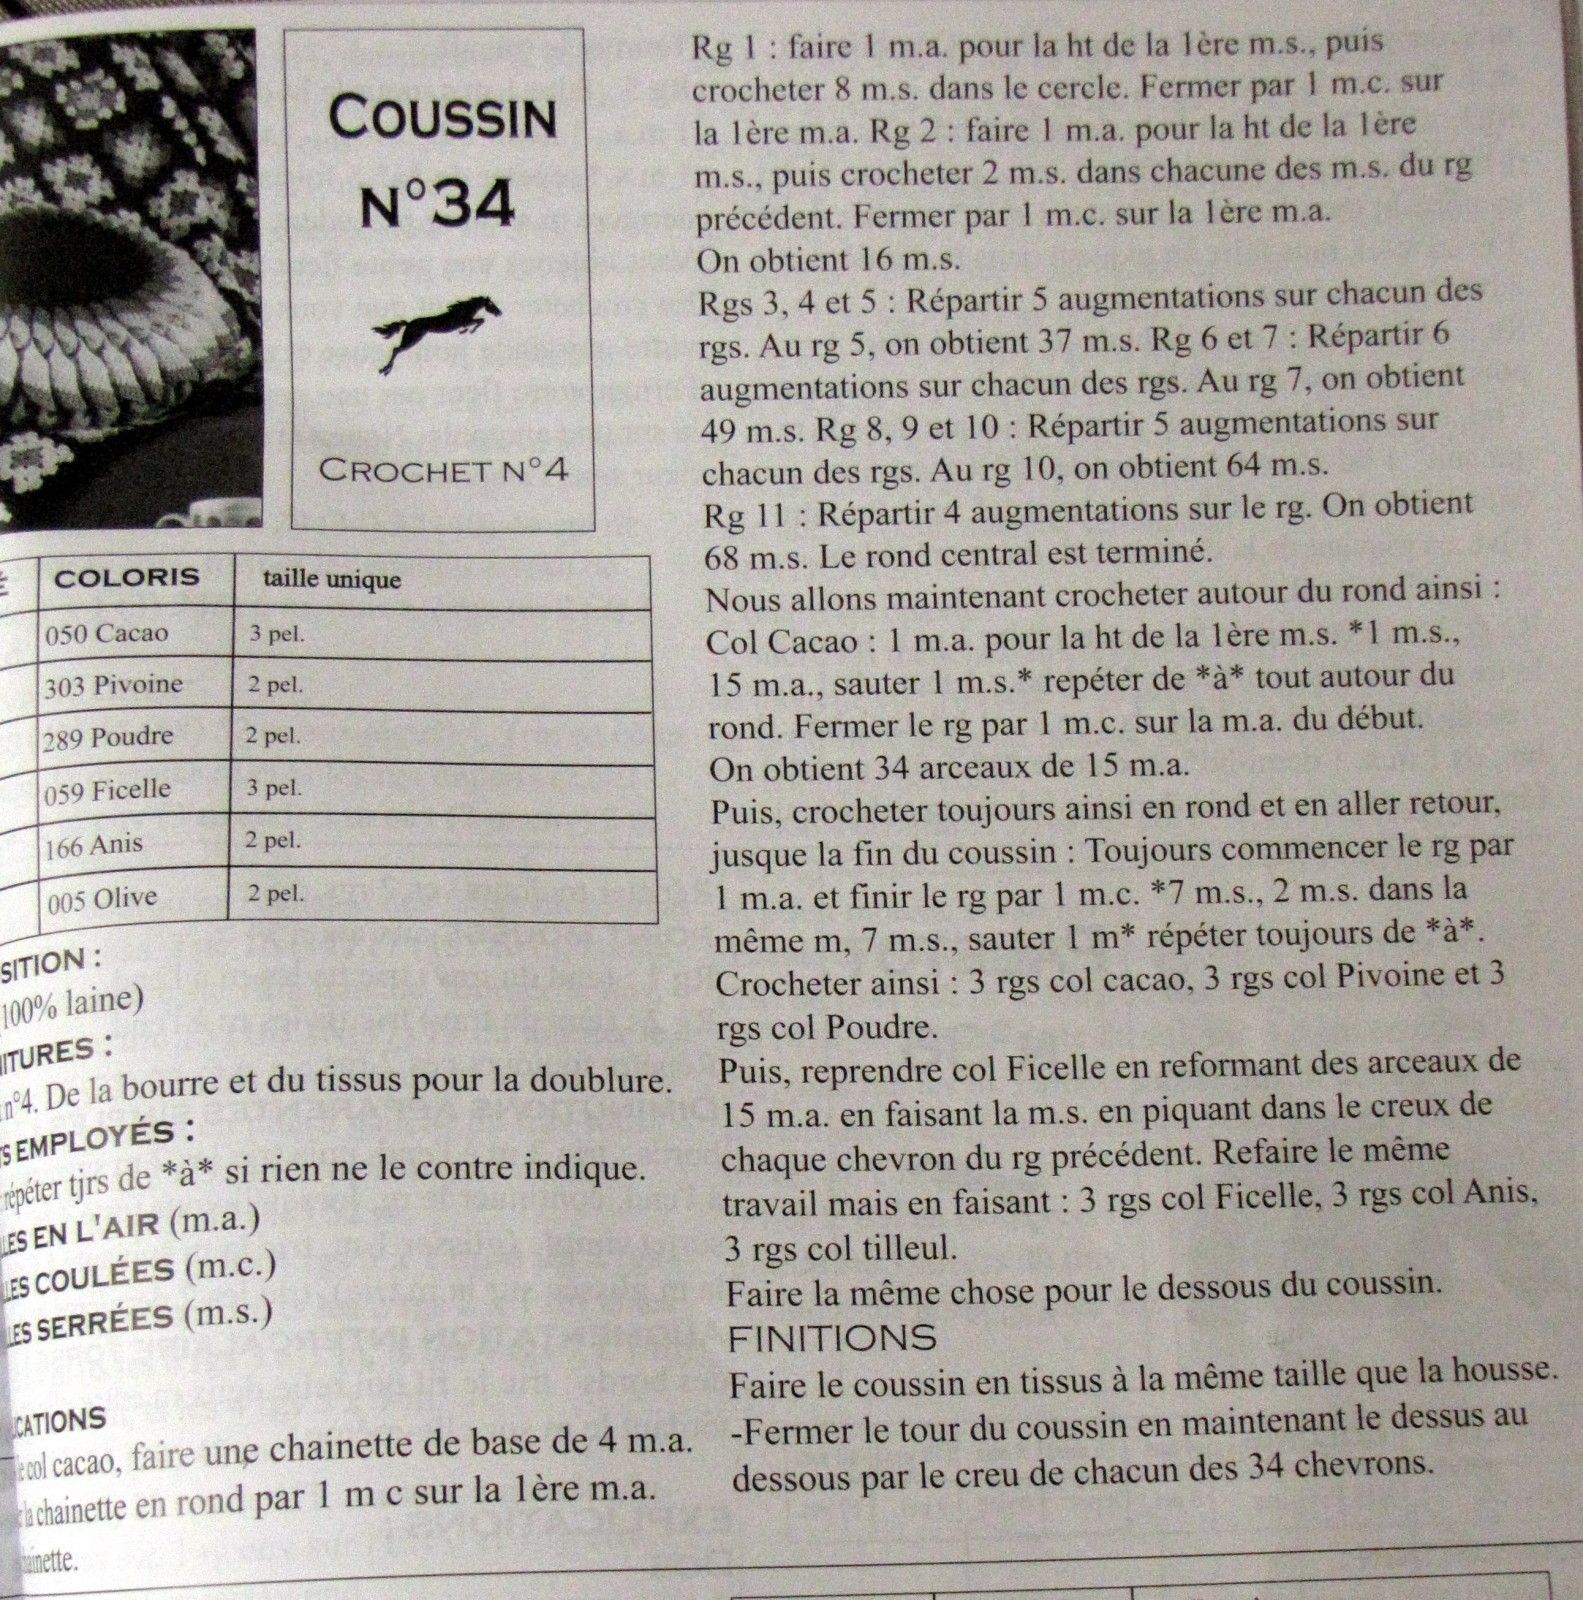 COUSSIN
N°34
CROCHET N°4
COLORIS taille unique
050 Cacao 3 pel.
303 Pivoine 2 pel.
289 Poudre 2 pel.
059 Ficelle 3 pel.
166 Anis 2 pel.
005 Olive 2 pel.
SITION :
100% laine)
ITURES :
n°4. De la bourre et du tissus pour la doublure.
S EMPLOYÉS :
répéter tjrs de *à* si rien ne le contre indique.
LES EN L'AIR (m.a.)
LES COULÉES (m.c.)
LES SERRÉES (m.s.)
CATIONS
col cacao, faire une chainette de base de 4 m.a.
la chainette en rond par 1 m c sur la 1ère m.a.
ainette.
Rg 1 : faire 1 m.a. pour la ht de la 1ère m.s., puis
crocheter 8 m.s. dans le cercle. Fermer par 1 m.c. sur
la 1ère m.a. Rg 2 : faire 1 m.a. pour la ht de la 1ère
m.s., puis crocheter 2 m.s. dans chacune des m.s. du rg
précédent. Fermer par 1 m.c. sur la 1ère m.a.
On obtient 16 m.s.
Rgs 3, 4 et 5 : Répartir 5 augmentations sur chacun des
rgs. Au rg 5, on obtient 37 m.s. Rg 6 et 7 : Répartir 6
augmentations sur chacun des rgs. Au rg 7, on obtient
49 m.s. Rg 8, 9 et 10 : Répartir 5 augmentations sur
chacun des rgs. Au rg 10, on obtient 64 m.s.
Rg 11 : Répartir 4 augmentations sur le rg. On obtient
68 m.s. Le rond central est terminé.
Nous allons maintenant crocheter autour du rond ainsi :
Col Cacao : 1 m.a. pour la ht de la 1ère m.s. *1 m.s.,
15 m.a., sauter 1 m.s.* repéter de *à* tout autour du
rond. Fermer le rg par 1 m.c. sur la m.a. du début.
On obtient 34 arceaux de 15 m.a.
Puis, crocheter toujours ainsi en rond et en aller retour,
jusque la fin du coussin : Toujours commencer le rg par
1 m.a. et finir le rg par 1 m.c. *7 m.s., 2 m.s. dans la
même m, 7 m.s., sauter 1 m* répéter toujours de *à*.
Crocheter ainsi : 3 rgs col cacao, 3 rgs col Pivoine et 3
rgs col Poudre.
Puis, reprendre col Ficelle en reformant des arceaux de
15 m.a. en faisant la m.s. en piquant dans le creux de
chaque chevron du rg précédent. Refaire le même
travail mais en faisant : 3 rgs col Ficelle, 3 rgs col Anis,
3 rgs col tilleul.
Faire la même chose pour le dessous du coussin.
FINITIONS
Faire le coussin en tissus à la même taille que la housse.
-Fermer le tour du coussin en maintenant le dessus au
dessous par le creu de chacun des 34 chevrons.